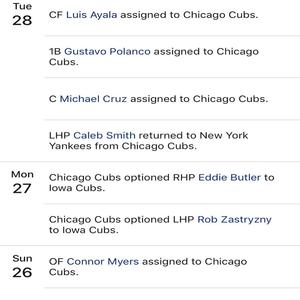 Tue
28
CF Luis Ayala assigned to Chicago Cubs.
1B Gustavo Polanco assigned to Chicago
Cubs.
C Michael Cruz assigned to Chicago Cubs.
LHP Caleb Smith returned to New York
Yankees from Chicago Cubs.
Mon
27
Chicago Cubs optioned RHP Eddie Butler to
Iowa Cubs.
Chicago Cubs optioned LHP Rob Zastryzny
to Iowa Cubs.
Sun
26
OF Connor Myers assigned to Chicago
Cubs.